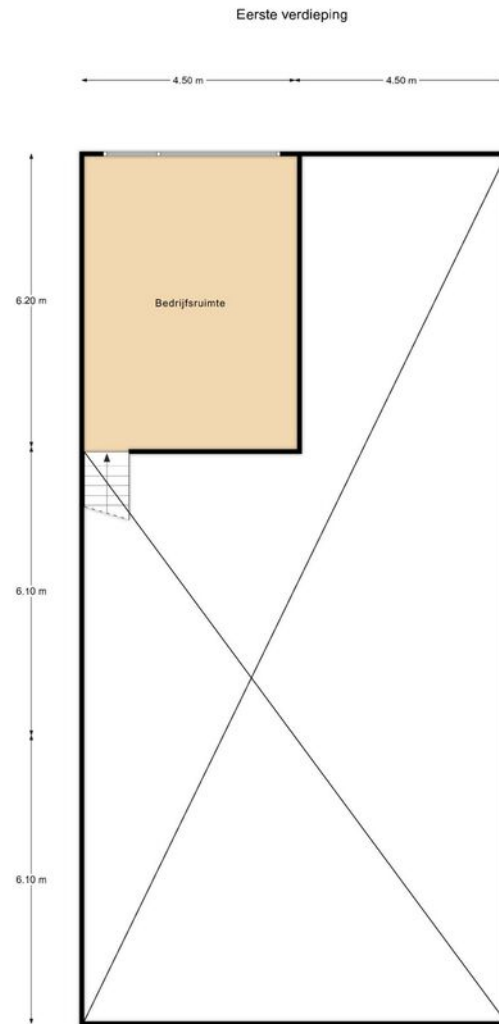 Eerste verdieping
4.50 m
4.50 m
6.20 m
Bedrijfsruimte
6.10 m
6.10 m